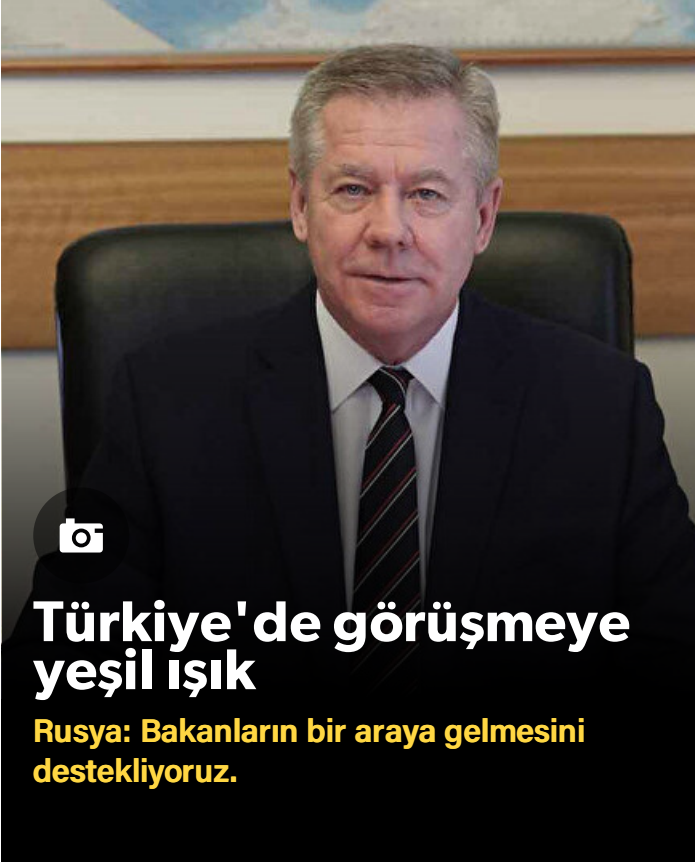 Türkiye'de görüşmeye
yeşil ışık
Rusya: Bakanların bir araya gelmesini
destekliyoruz.